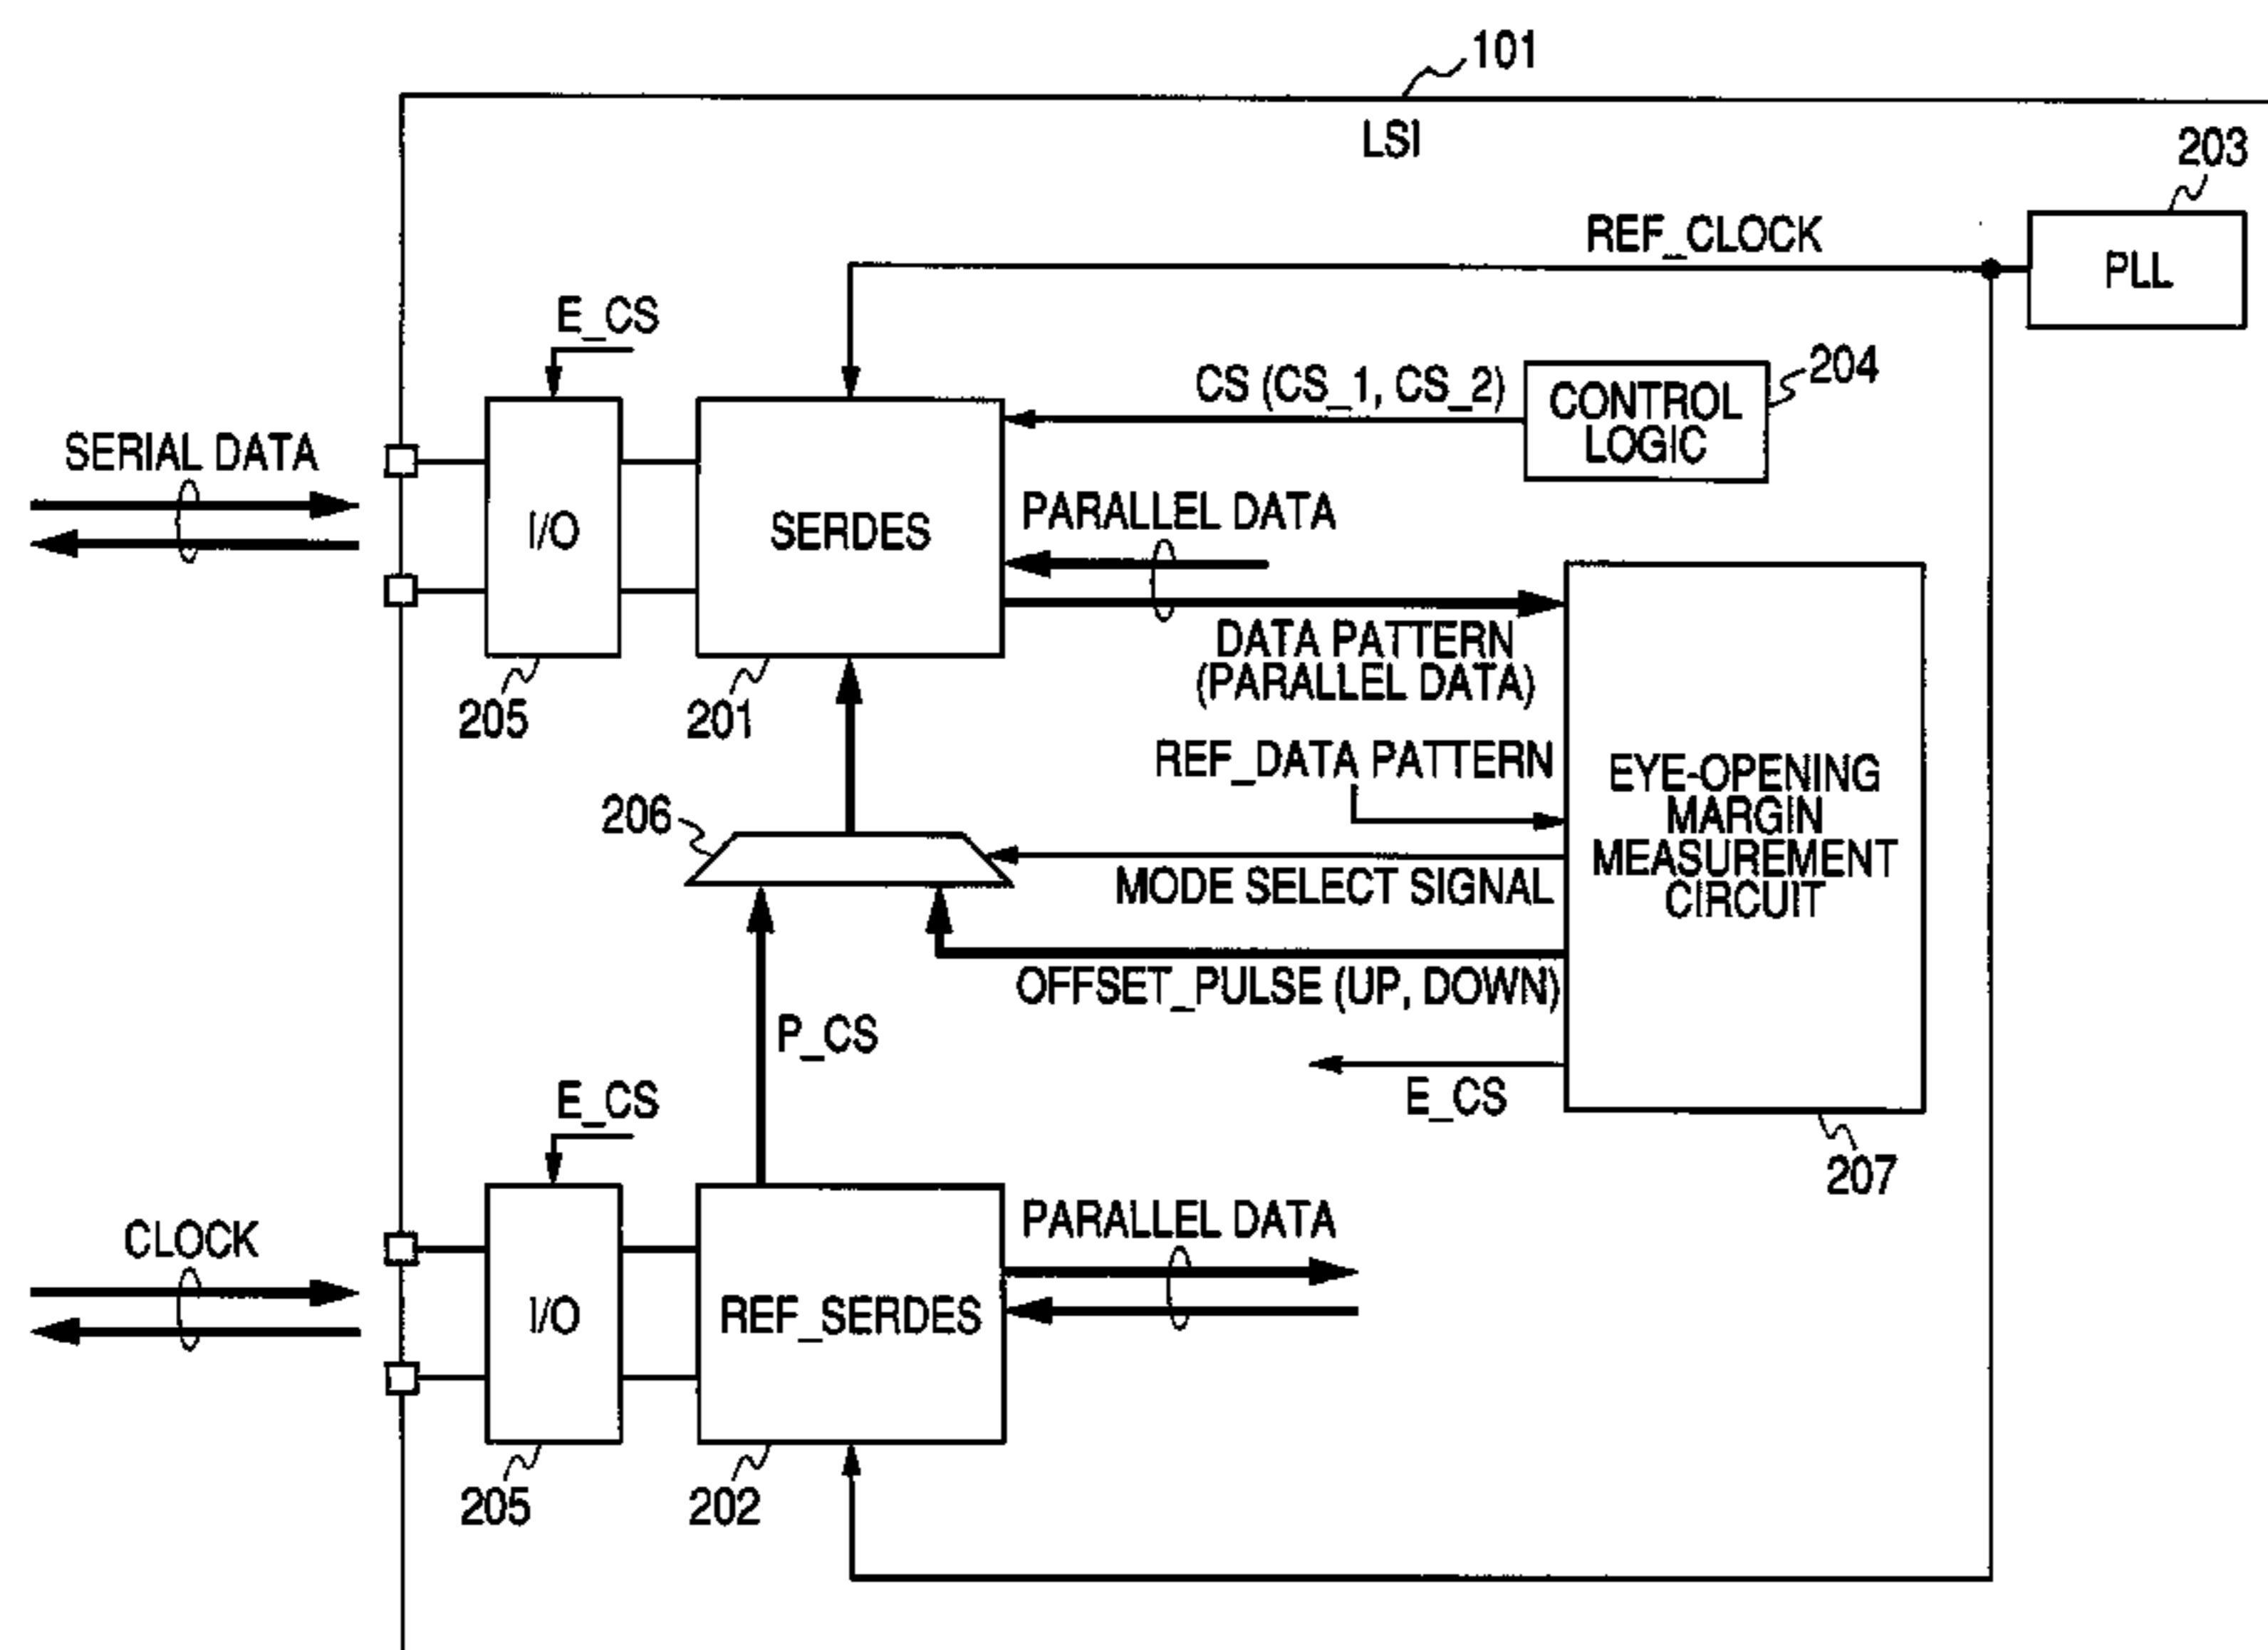 101
LSI
203
REF_CLOCK
PLL
E_CS
CS (CS_1, CS_2)
CONTROL
LOGIC
204
SERIAL DATA
I/O
SERDES
PARALLEL DATA
DATA PATTERN
(PARALLEL DATA)
205
201
REF_DATA PATTERN
EYE-OPENING
MARGIN
MEASUREMENT
CIRCUIT
206
MODE SELECT SIGNAL
OFFSET_PULSE (UP, DOWN)
P_CS
E_CS
E_CS
207
CLOCK
I/O
REF_SERDES
PARALLEL DATA
205
202